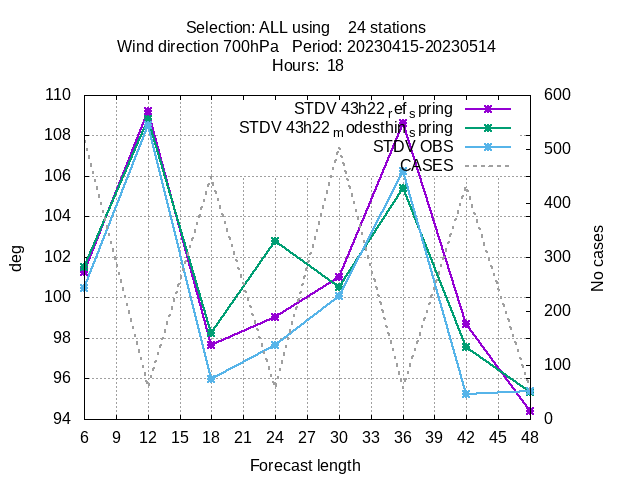 Selection: ALL using 24 stations
Wind direction 700hPa Period: 20230415-20230514
Hours: 18
110
108
106
104
102
100
98
96
94
600
500
400
300
200
100
0
STDV 43h22 ref spring
STDV 43h22 modesthin spring
STDV OBS
CASES
deg
No cases
6 9 12 15 18 21 24 27 30 33 36 39 42 45 48
Forecast length